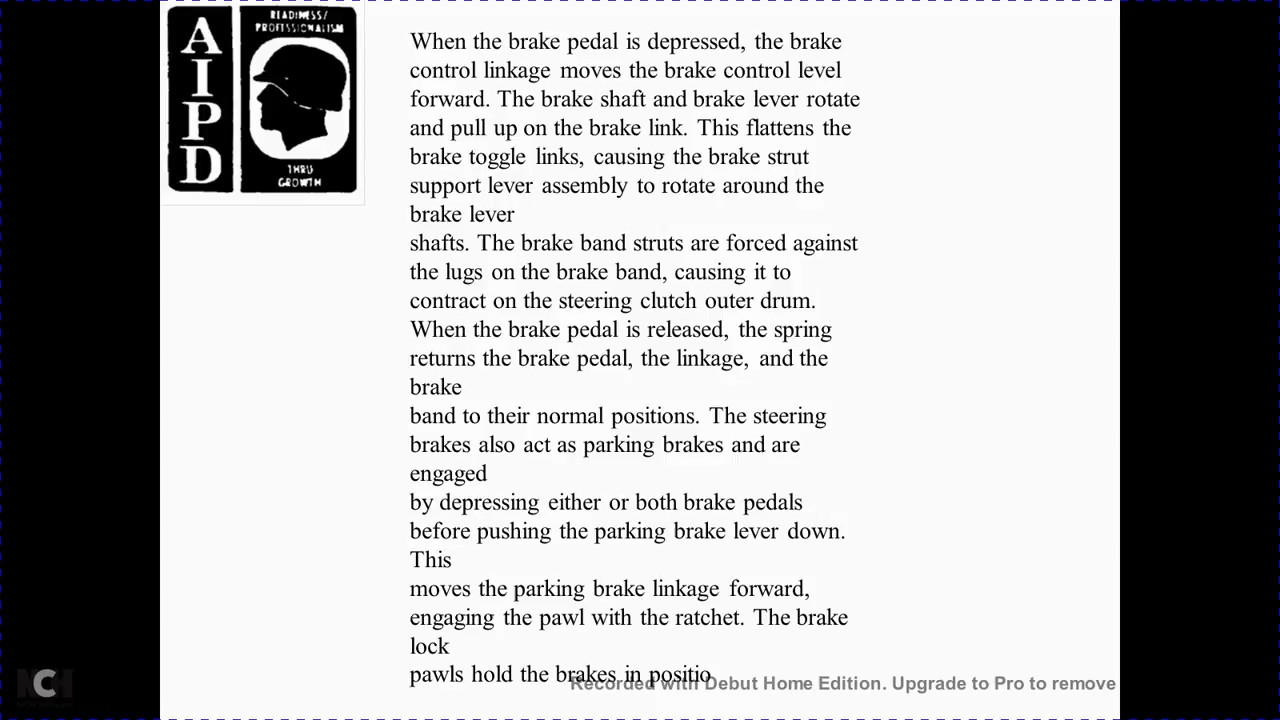 A
I
P
D
READINESS/
PROFESSIONALISM
THRU
GROWTH
When the brake pedal is depressed, the brake
control linkage moves the brake control level
forward. The brake shaft and brake lever rotate
and pull up on the brake link. This flattens the
brake toggle links, causing the brake strut
support lever assembly to rotate around the
brake lever
shafts. The brake band struts are forced against
the lugs on the brake band, causing it to
contract on the steering clutch outer drum.
When the brake pedal is released, the spring
returns the brake pedal, the linkage, and the
brake
band to their normal positions. The steering
brakes also act as parking brakes and are
engaged
by depressing either or both brake pedals
before pushing the parking brake lever down.
This
moves the parking brake linkage forward,
engaging the pawl with the ratchet. The brake
lock
pawls hold the brakes in positio
Recorded with Debut Home Edition. Upgrade to Pro to remove
NCH